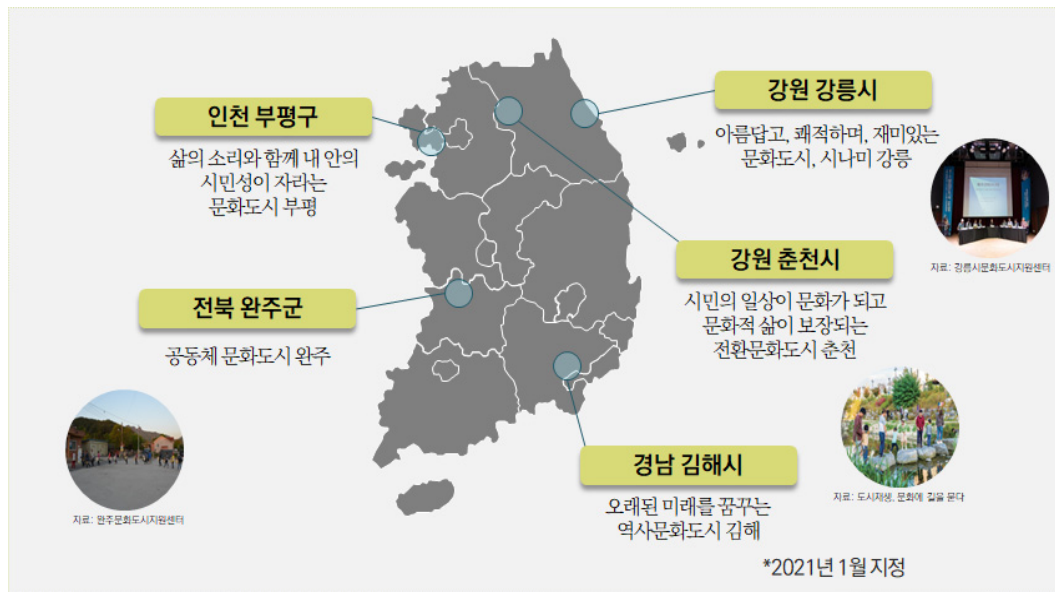 인천 부평구
삶의 소리와 함께 내 안의
시민성이 자라는
문화도시 부평
강원 강릉시
아름답고, 쾌적하며, 재미있는
문화도시, 시나미 강릉
자료: 강릉시문화도시지원센터
강원 춘천시
시민의 일상이 문화가 되고
문화적 삶이 보장되는
전환문화도시 춘천
전북 완주군
공동체 문화도시 완주
자료: 완주문화도시지원센터
자료: 도시재생, 문화에 길을 묻다
경남 김해시
오래된 미래를 꿈꾸는
역사문화도시 김해
*2021년 1월 지정